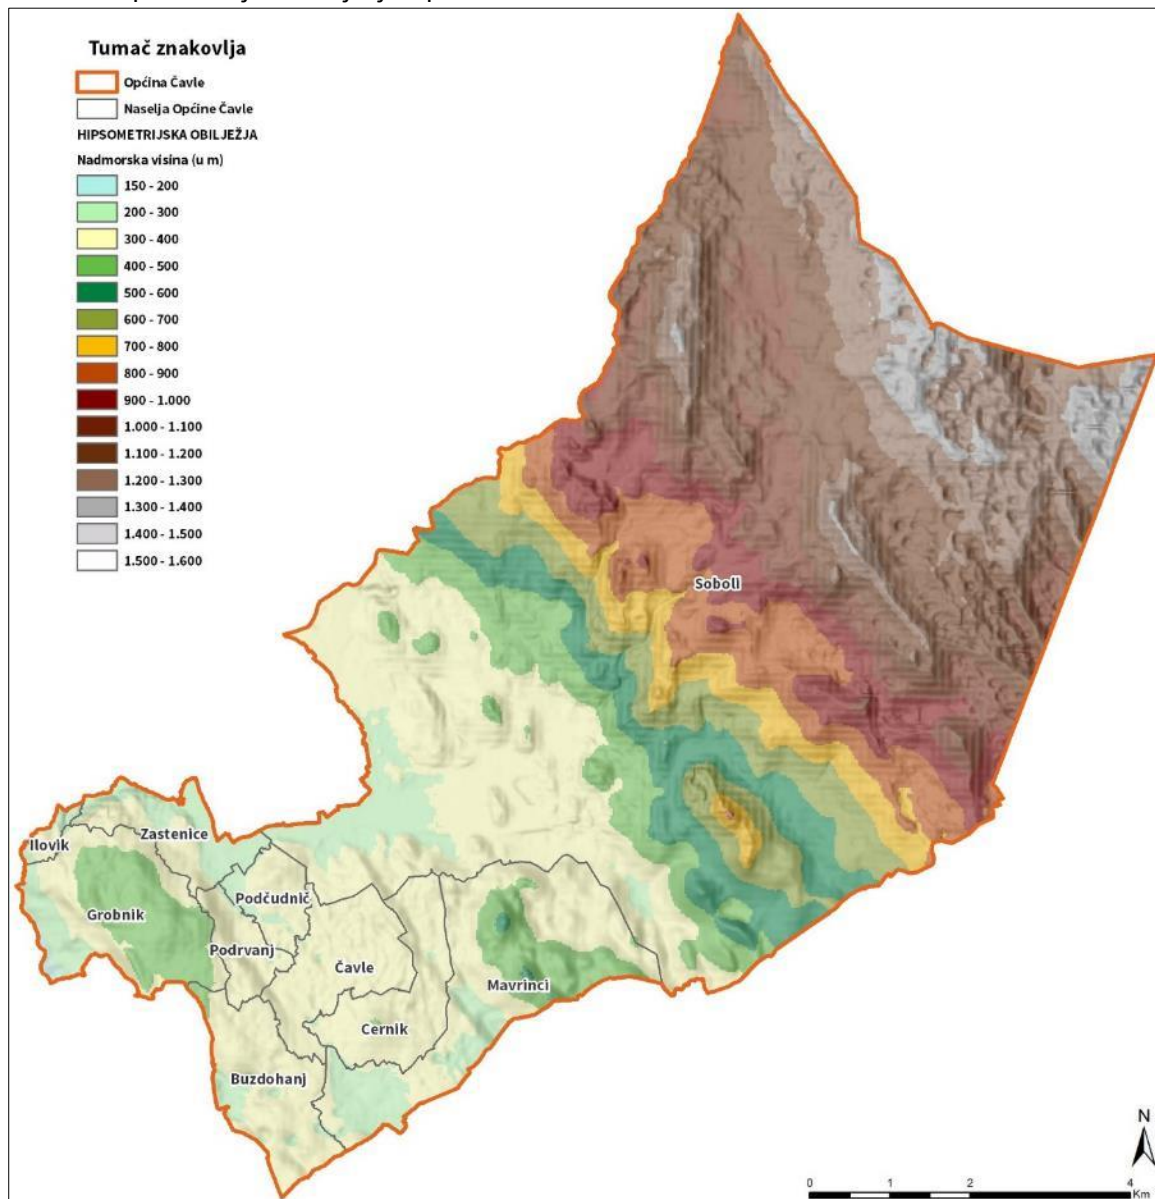 Tumač znakovlja
Općina Čavle
Naselja Općine Čavle
HIPSOMETRIJSKA OBILJEŽJA
Nadmorska visina (u m)
150 - 200
200 - 300
300 - 400
400 - 500
500 - 600
600 - 700
700 - 800
800 - 900
900 - 1.000
1.000 - 1.100
1.100 - 1.200
1.200 - 1.300
1.300 - 1.400
1.400 - 1.500
1.500 - 1.600
Soboli
Ilovik
Zastenice
Podčudnič
Grobnik
Podrvanj
Čavle
Mavrinci
Cernik
Buzdohanj
N
0 1 2 4
Km